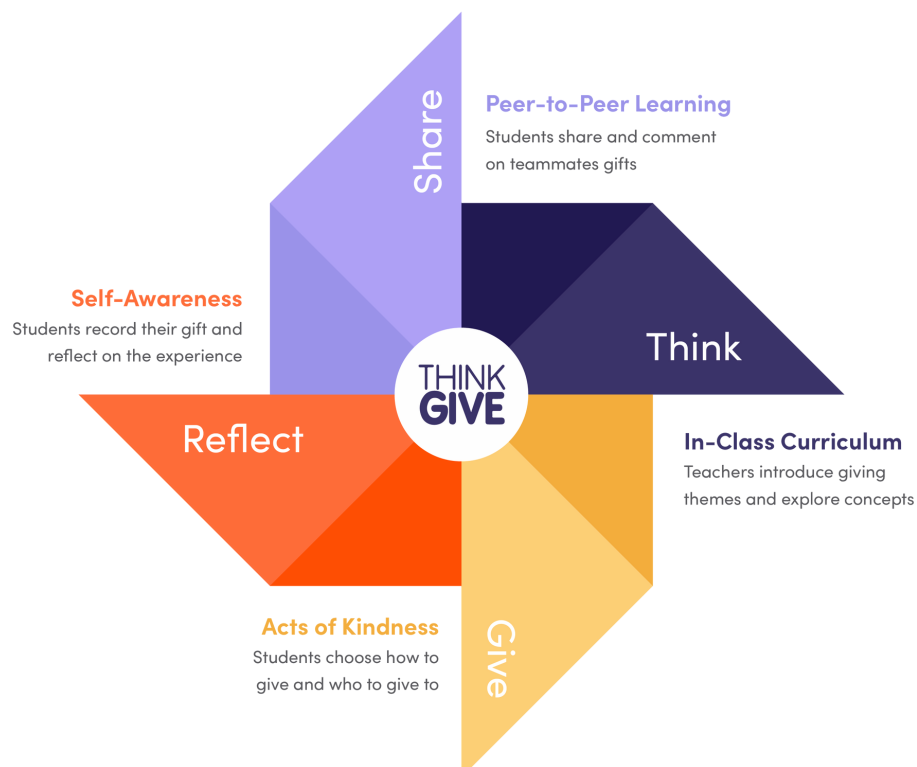 Share
Peer-to-Peer Learning
Students share and comment
on teammates gifts
Think
In-Class Curriculum
Teachers introduce giving
themes and explore concepts
Give
Acts of Kindness
Students choose how to
give and who to give to
Reflect
Self-Awareness
Students record their gift and
reflect on the experience
THINK
GIVE